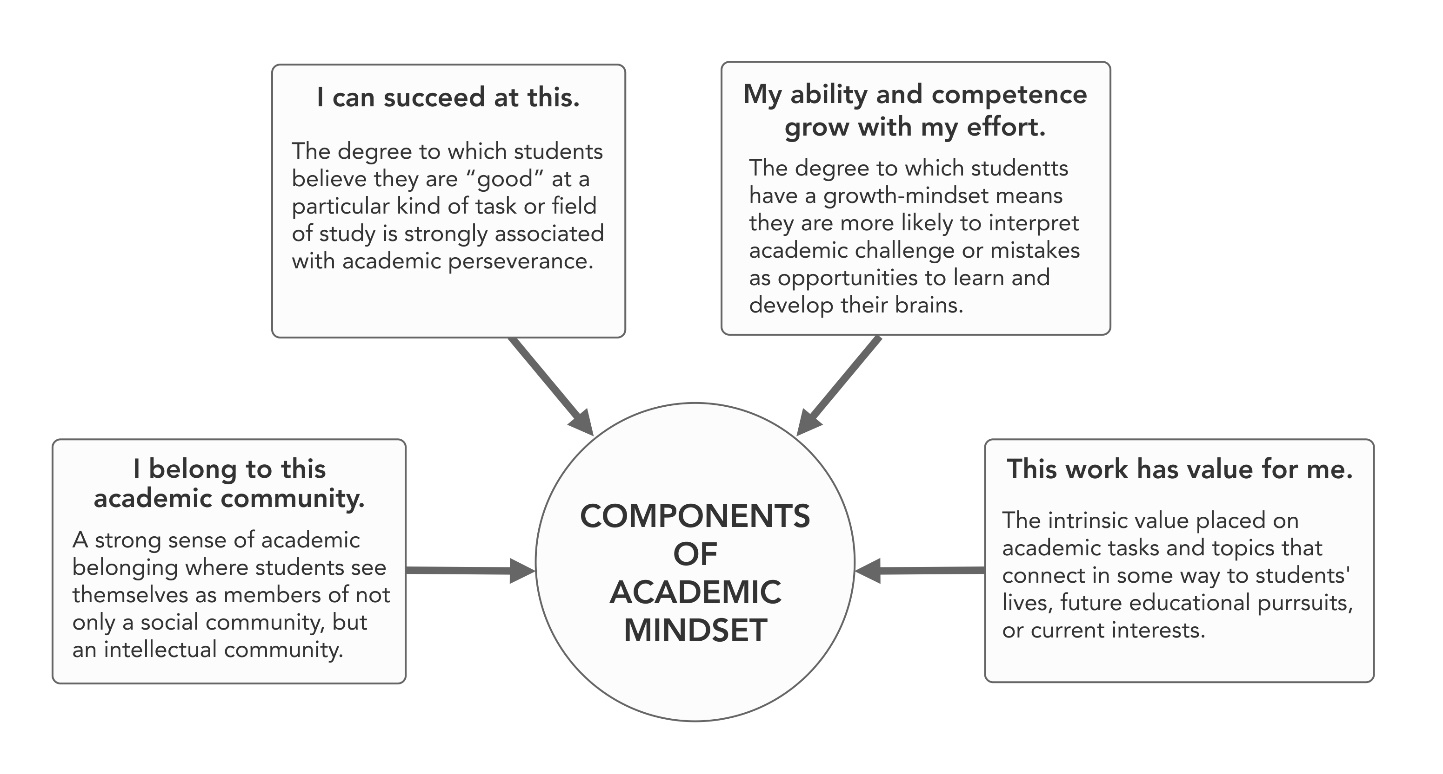 I can succeed at this.
The degree to which students
believe they are “good” at a
particular kind of task or field
of study is strongly associated
with academic perseverance.
My ability and competence
grow with my effort.
The degree to which studentts
have a growth-mindset means
they are more likely to interpret
academic challenge or mistakes
as opportunities to learn and
develop their brains.
I belong to this
academic community.
A strong sense of academic
belonging where students see
themselves as members of not
only a social community, but
an intellectual community.
COMPONENTS
OF
ACADEMIC
MINDSET
This work has value for me.
The intrinsic value placed on
academic tasks and topics that
connect in some way to students'
lives, future educational purrsuits,
or current interests.